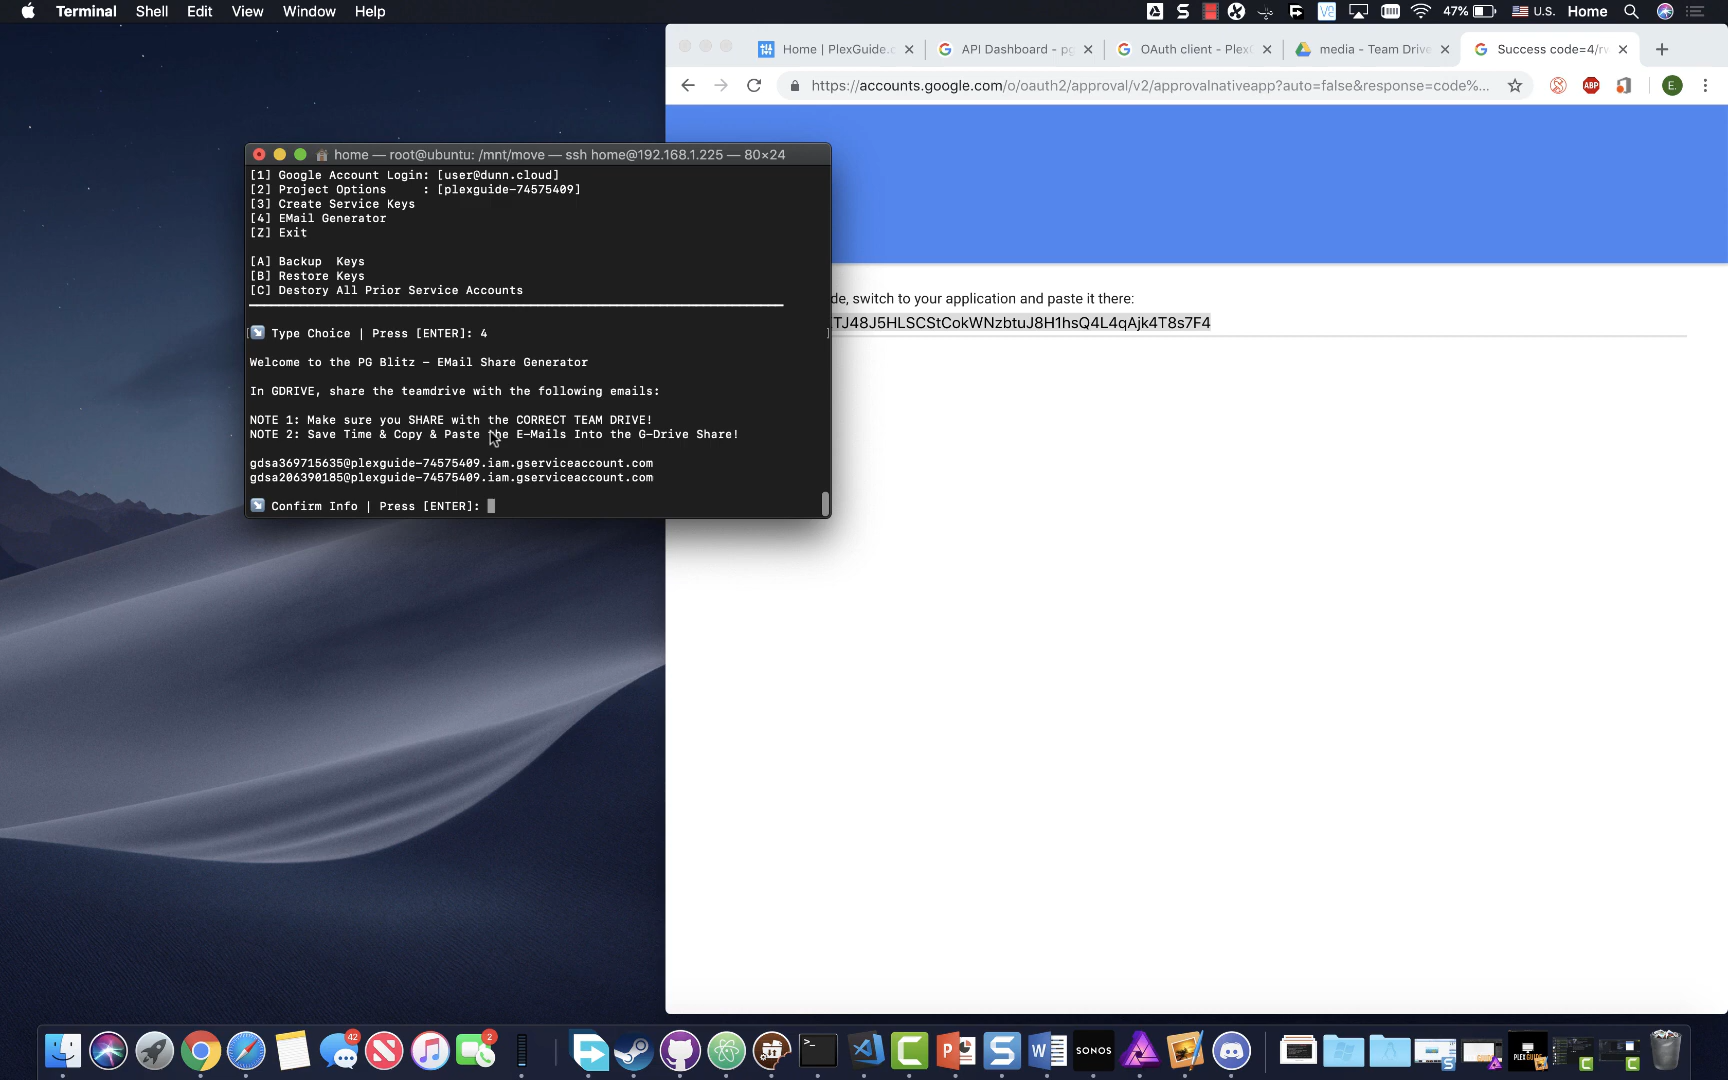 Terminal Shell Edit View Window Help
47% U.S. Home
home — root@ubuntu: /mnt/move — ssh home@192.168.1.225 — 80×24
[1] Google Account Login: [user@dunn.cloud]
[2] Project Options : [plexguide-74575409]
[3] Create Service Keys
[4] EMail Generator
[Z] Exit
[A] Backup Keys
[B] Restore Keys
[C] Destory All Prior Service Accounts
Type Choice | Press [ENTER]: 4
Welcome to the PG Blitz – EMail Share Generator
In GDRIVE, share the teamdrive with the following emails:
NOTE 1: Make sure you SHARE with the CORRECT TEAM DRIVE!
NOTE 2: Save Time & Copy & Paste the E-Mails Into the G-Drive Share!
gdsa369715635@plexguide-74575409.iam.gserviceaccount.com
gdsa206390185@plexguide-74575409.iam.gserviceaccount.com
Confirm Info | Press [ENTER]:
Home | PlexGuide.c
API Dashboard - pg
OAuth client - Plex
media - Team Drive
Success code=4/rw
https://accounts.google.com/o/oauth2/approval/v2/approvalnativeapp?auto=false&response=code%...
ABP
E.
de, switch to your application and paste it there:
TJ48J5HLSCStCokWNzbtuJ8H1hsQ4L4qAjk4T8s7F4
42
2
SONOS